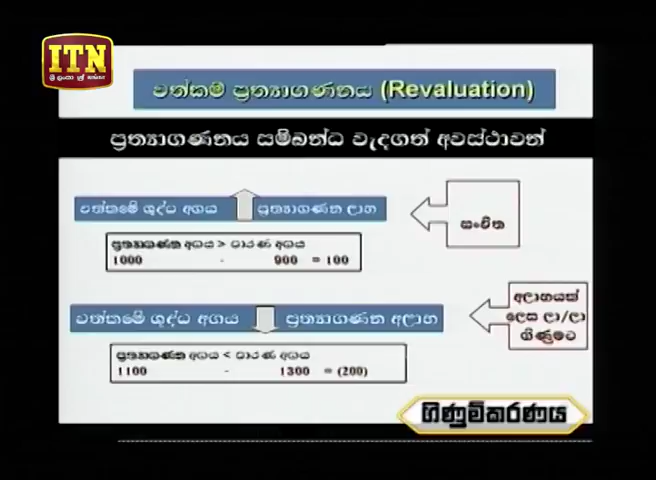 ITN
වත්කම් ප්‍රත්‍යාගණනය (Revaluation)
ප්‍රත්‍යාගණනය සම්බන්ධ වැදගත් අවස්ථාවන්
වත්කමේ ශුද්ධ අගය ප්‍රත්‍යාගණන ලාභ
සංචිත
ප්‍රත්‍යාගණන අගය > ධාරණ අගය
1000 - 900 = 100
වත්කමේ ශුද්ධ අගය ප්‍රත්‍යාගණන අලාභ
අලාභයක්
ලෙස ලා/ලා
ගිණුමට
ප්‍රත්‍යාගණන අගය < ධාරණ අගය
1100 - 1300 = (200)
ගිණුම්කරණය